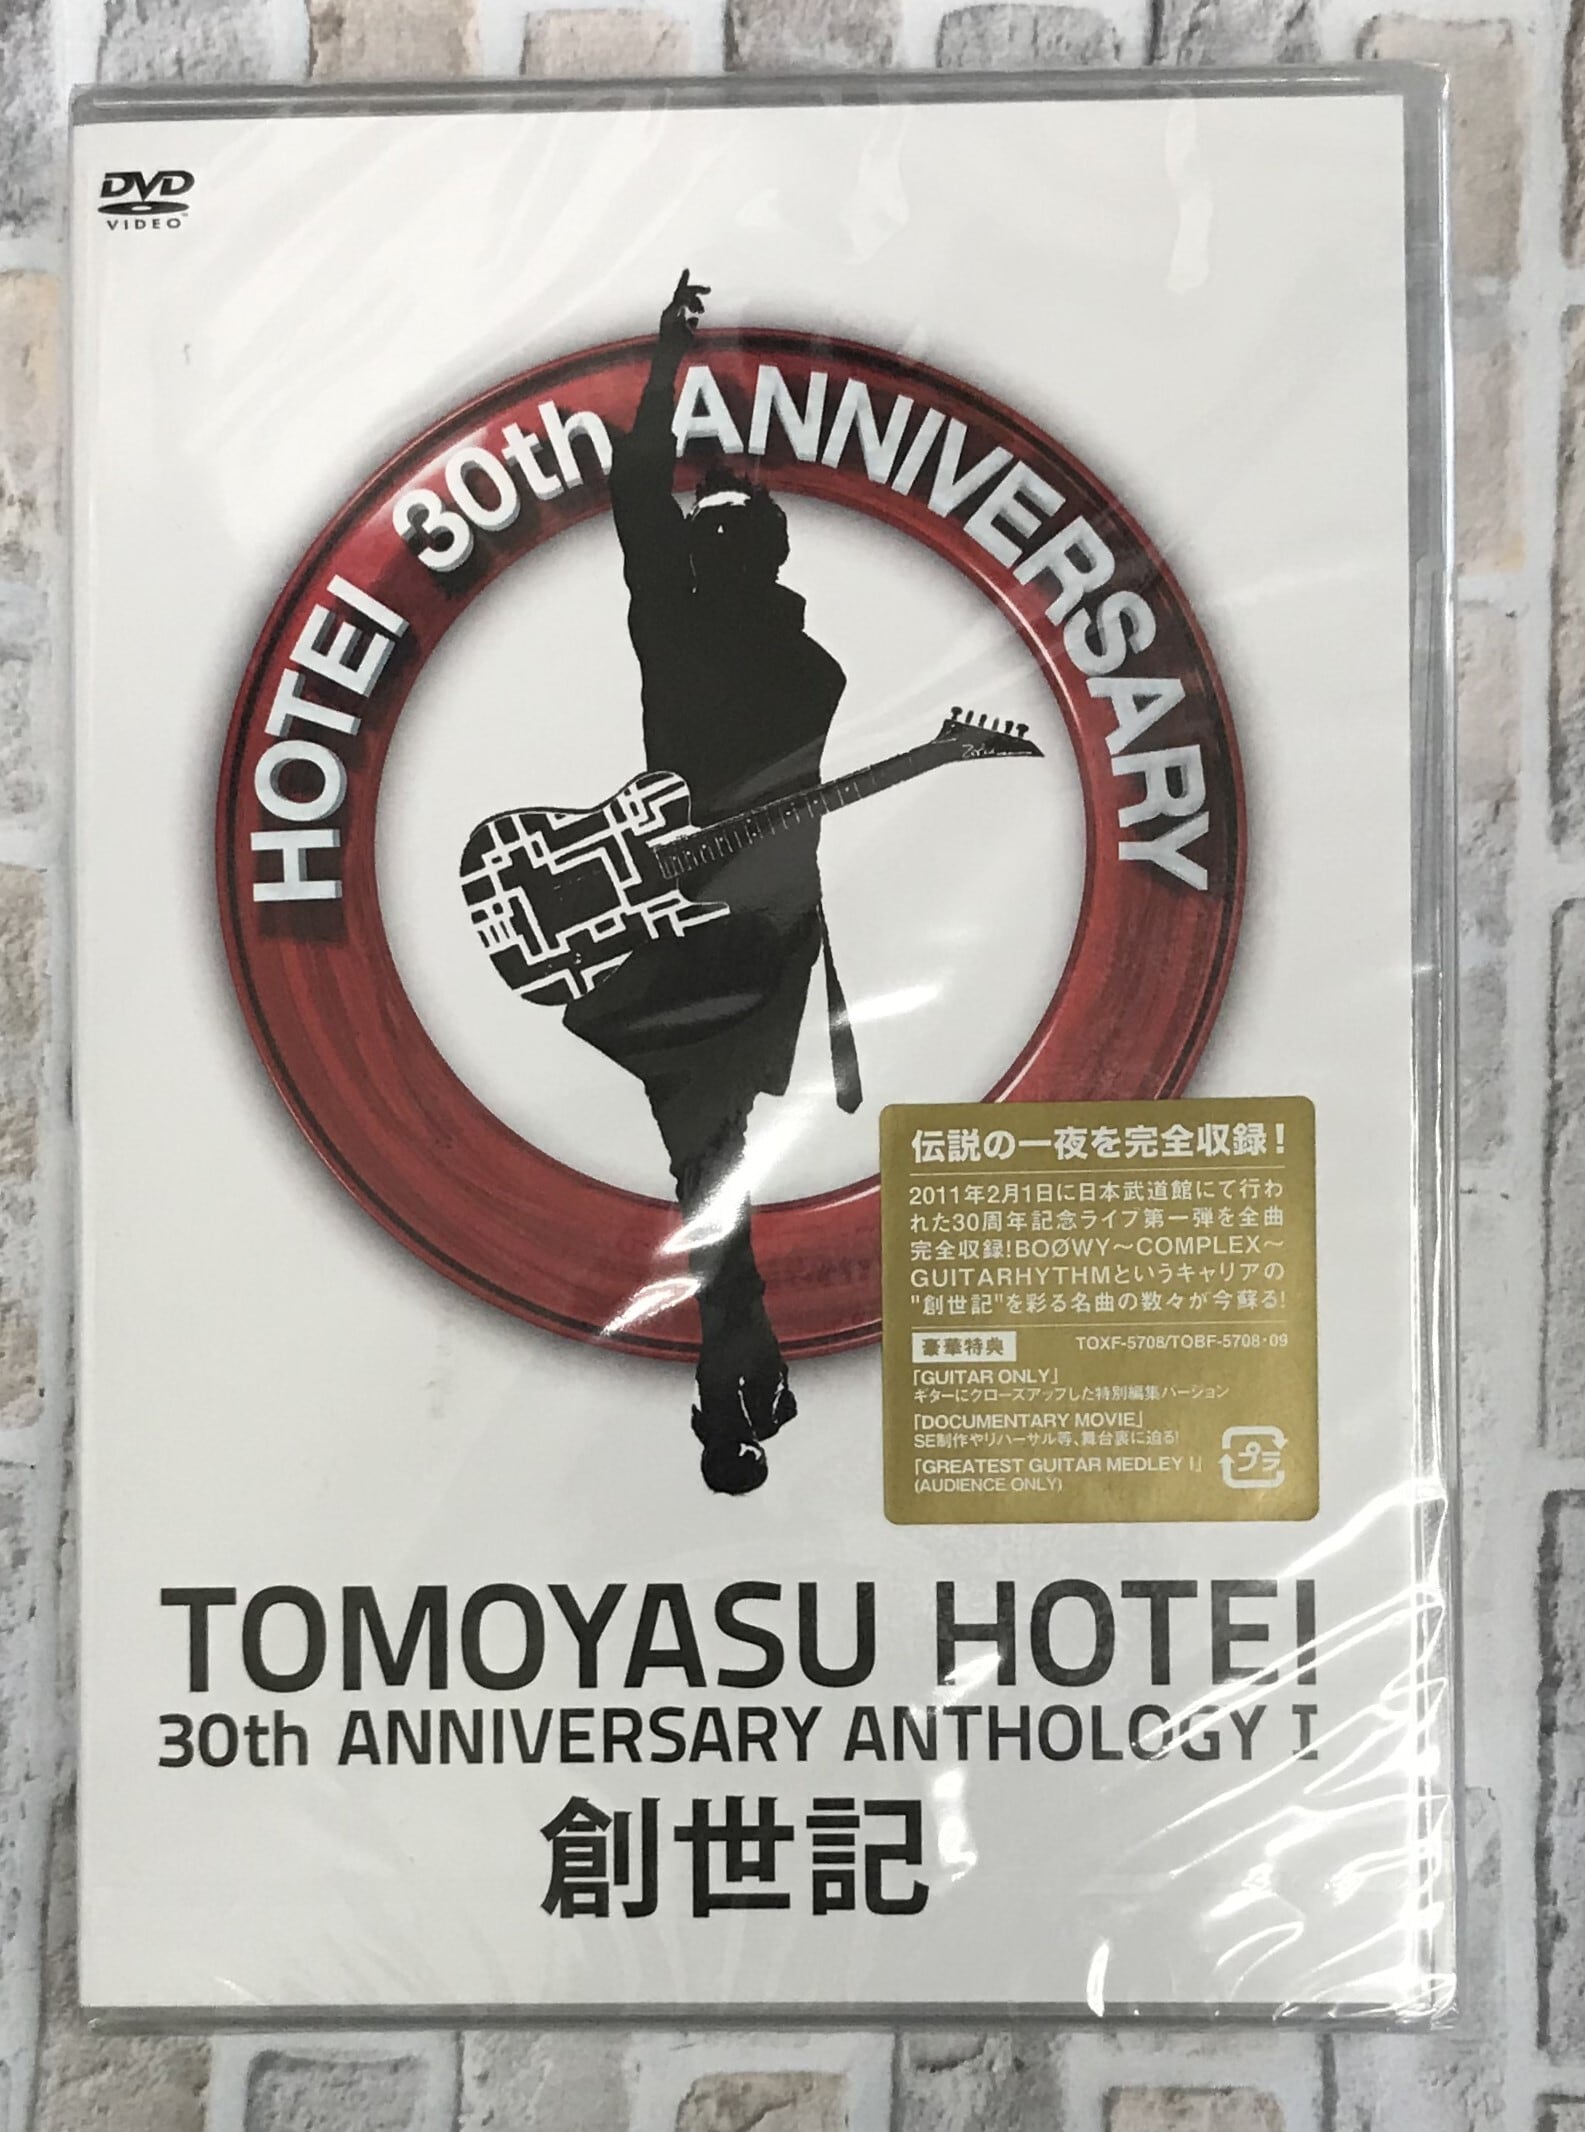 DVD
VIDEO
HOTEI 30th ANNIVERSARY
伝説の一夜を完全収録!
2011年2月1日に日本武道館にて行わ
れた30周年記念ライブ第一弾を全曲
完全収録!BOØWY〜COMPLEX〜
GUITARHYTHMというキャリアの
"創世記"を彩る名曲の数々が今蘇る!
豪華特典 TOXF-5708/TOBF-5708・09
「GUITAR ONLY」
ギターにクローズアップした特別編集バージョン
「DOCUMENTARY MOVIE」
SE制作やリハーサル等、舞台裏に迫る!
「GREATEST GUITAR MEDLEY I」
(AUDIENCE ONLY)
プラ
TOMOYASU HOTEI
30th ANNIVERSARY ANTHOLOGY I
創世記